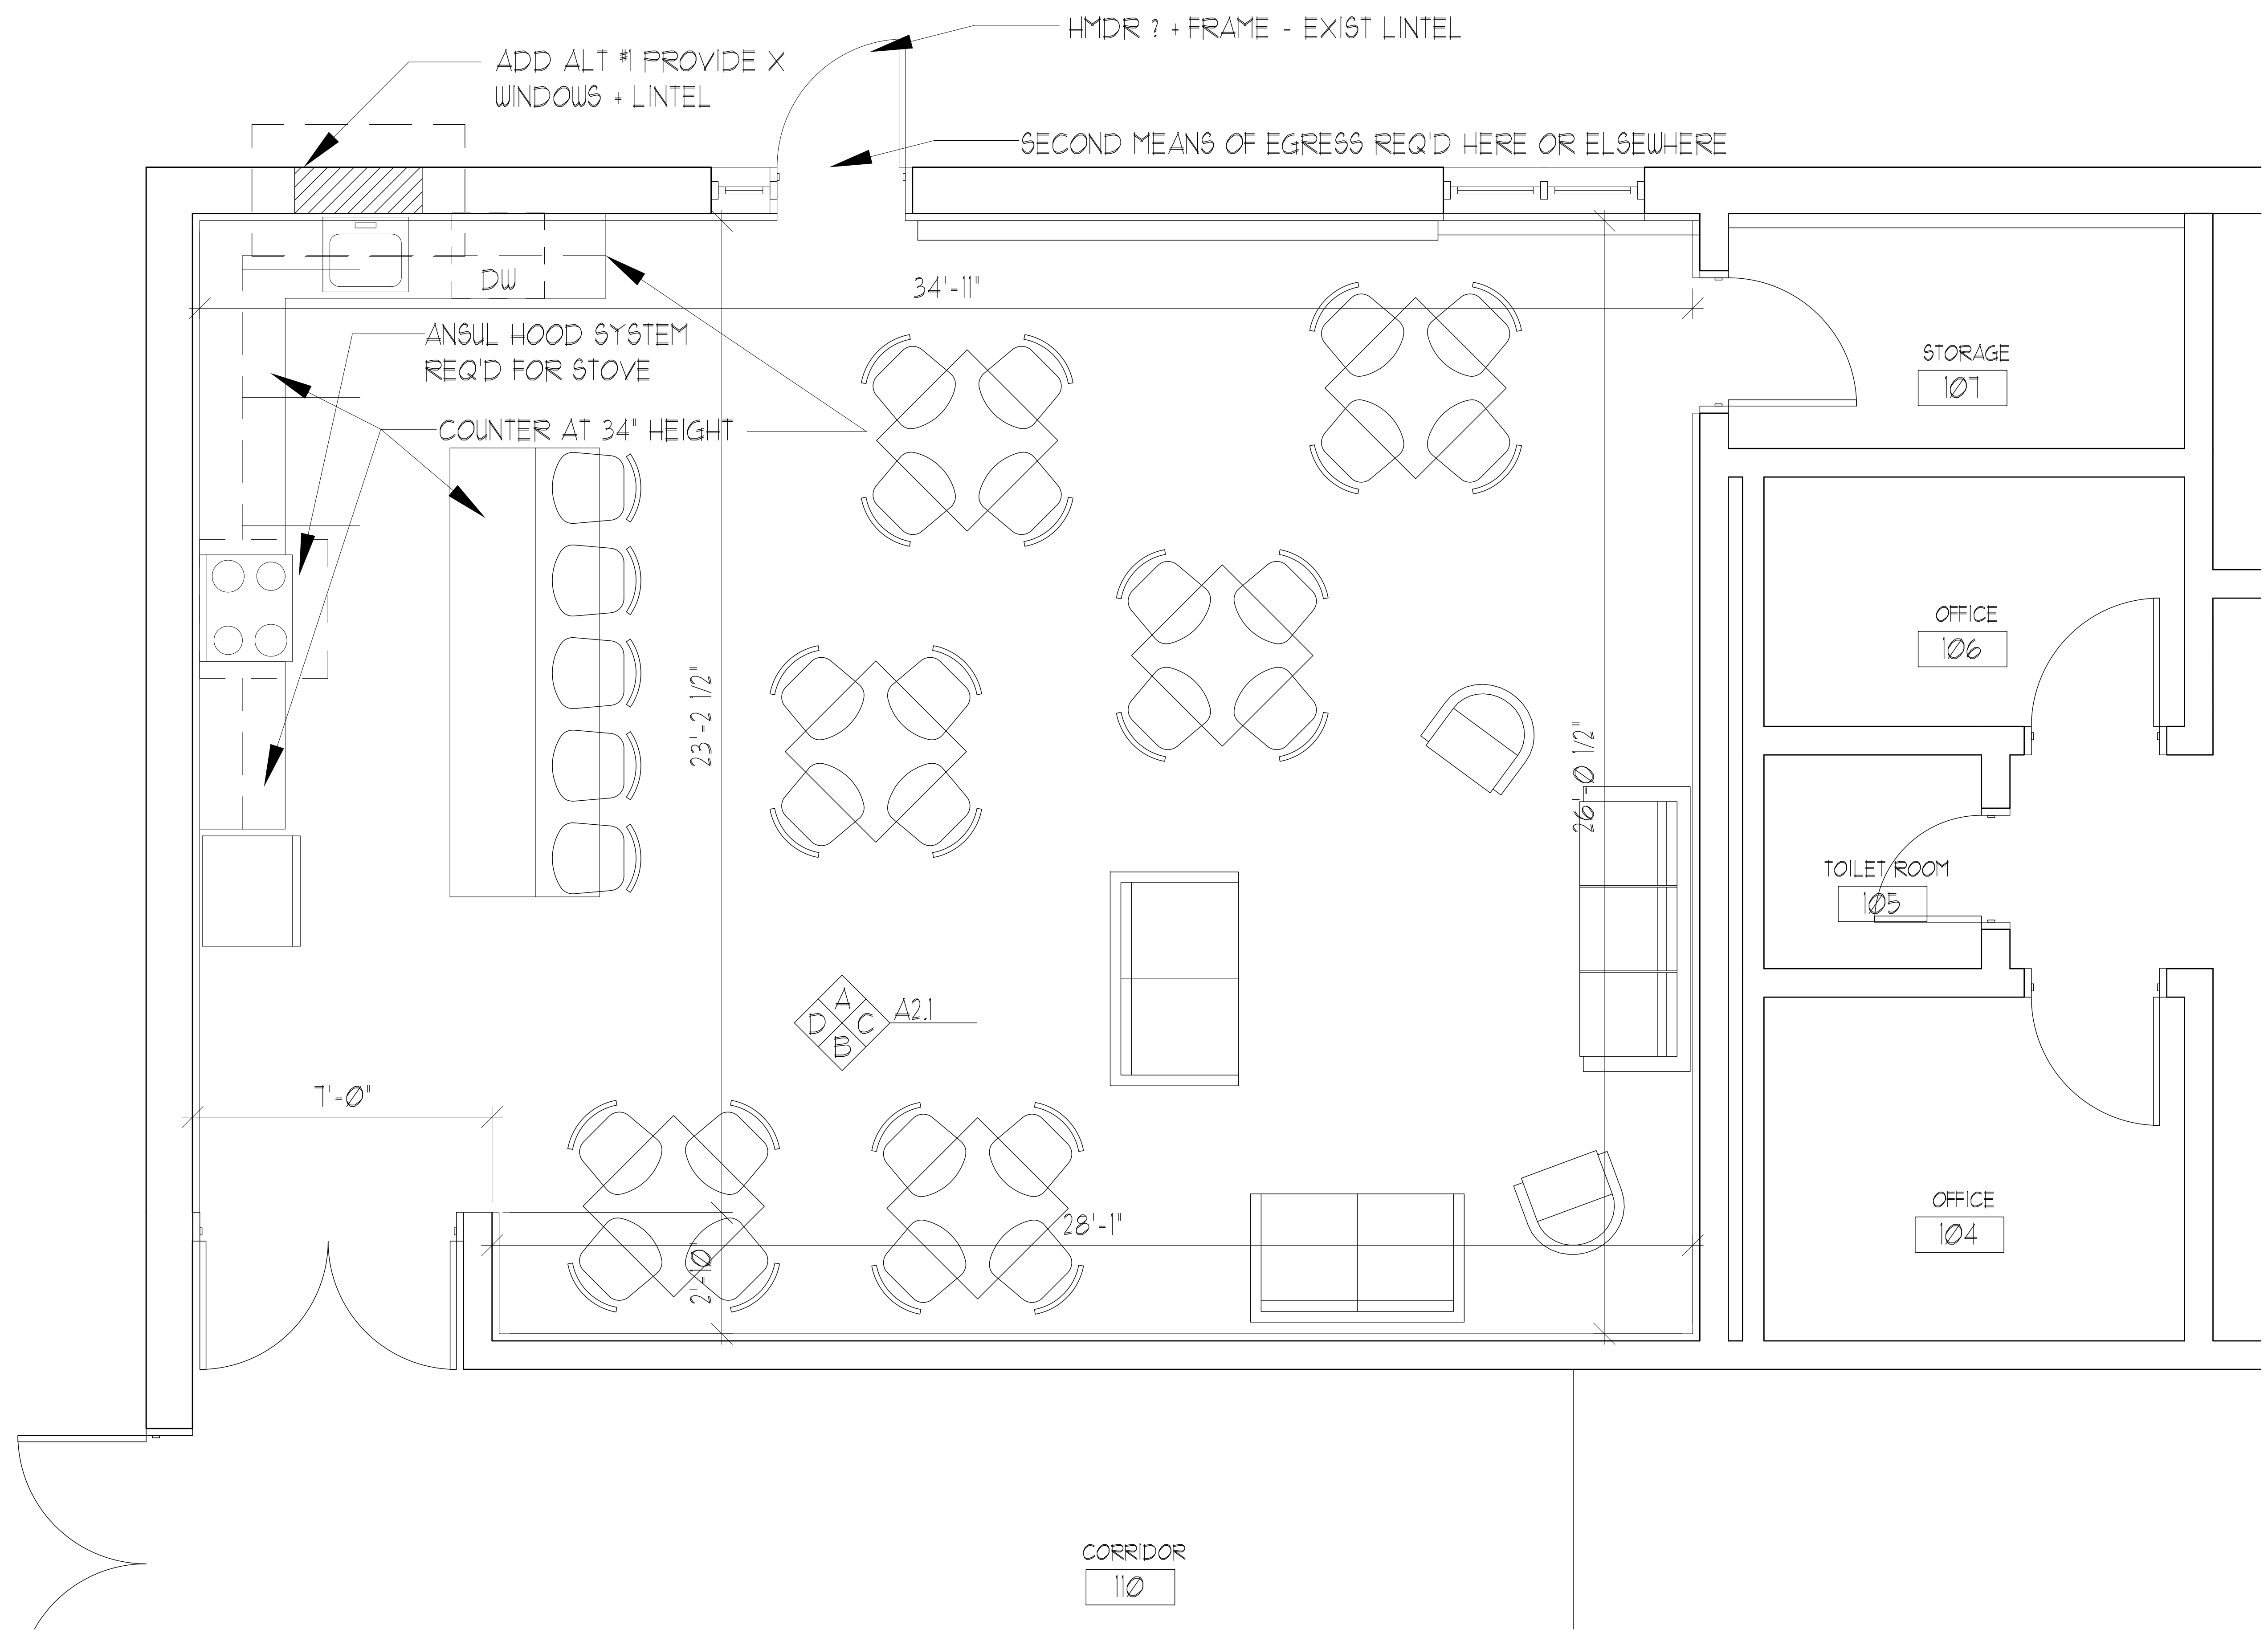 HMDR ? + FRAME - EXIST LINTEL
ADD ALT #1 PROVIDE X
WINDOWS + LINTEL
SECOND MEANS OF EGRESS REQ'D HERE OR ELSEWHERE
DW
34'-11"
ANSUL HOOD SYSTEM
REQ'D FOR STOVE
STORAGE
107
COUNTER AT 34" HEIGHT
OFFICE
106
23'-2 1/2"
26'-0 1/2"
TOILET ROOM
105
A
D C
B
A2.1
7'-0"
OFFICE
104
28'-1"
2'-10"
CORRIDOR
110